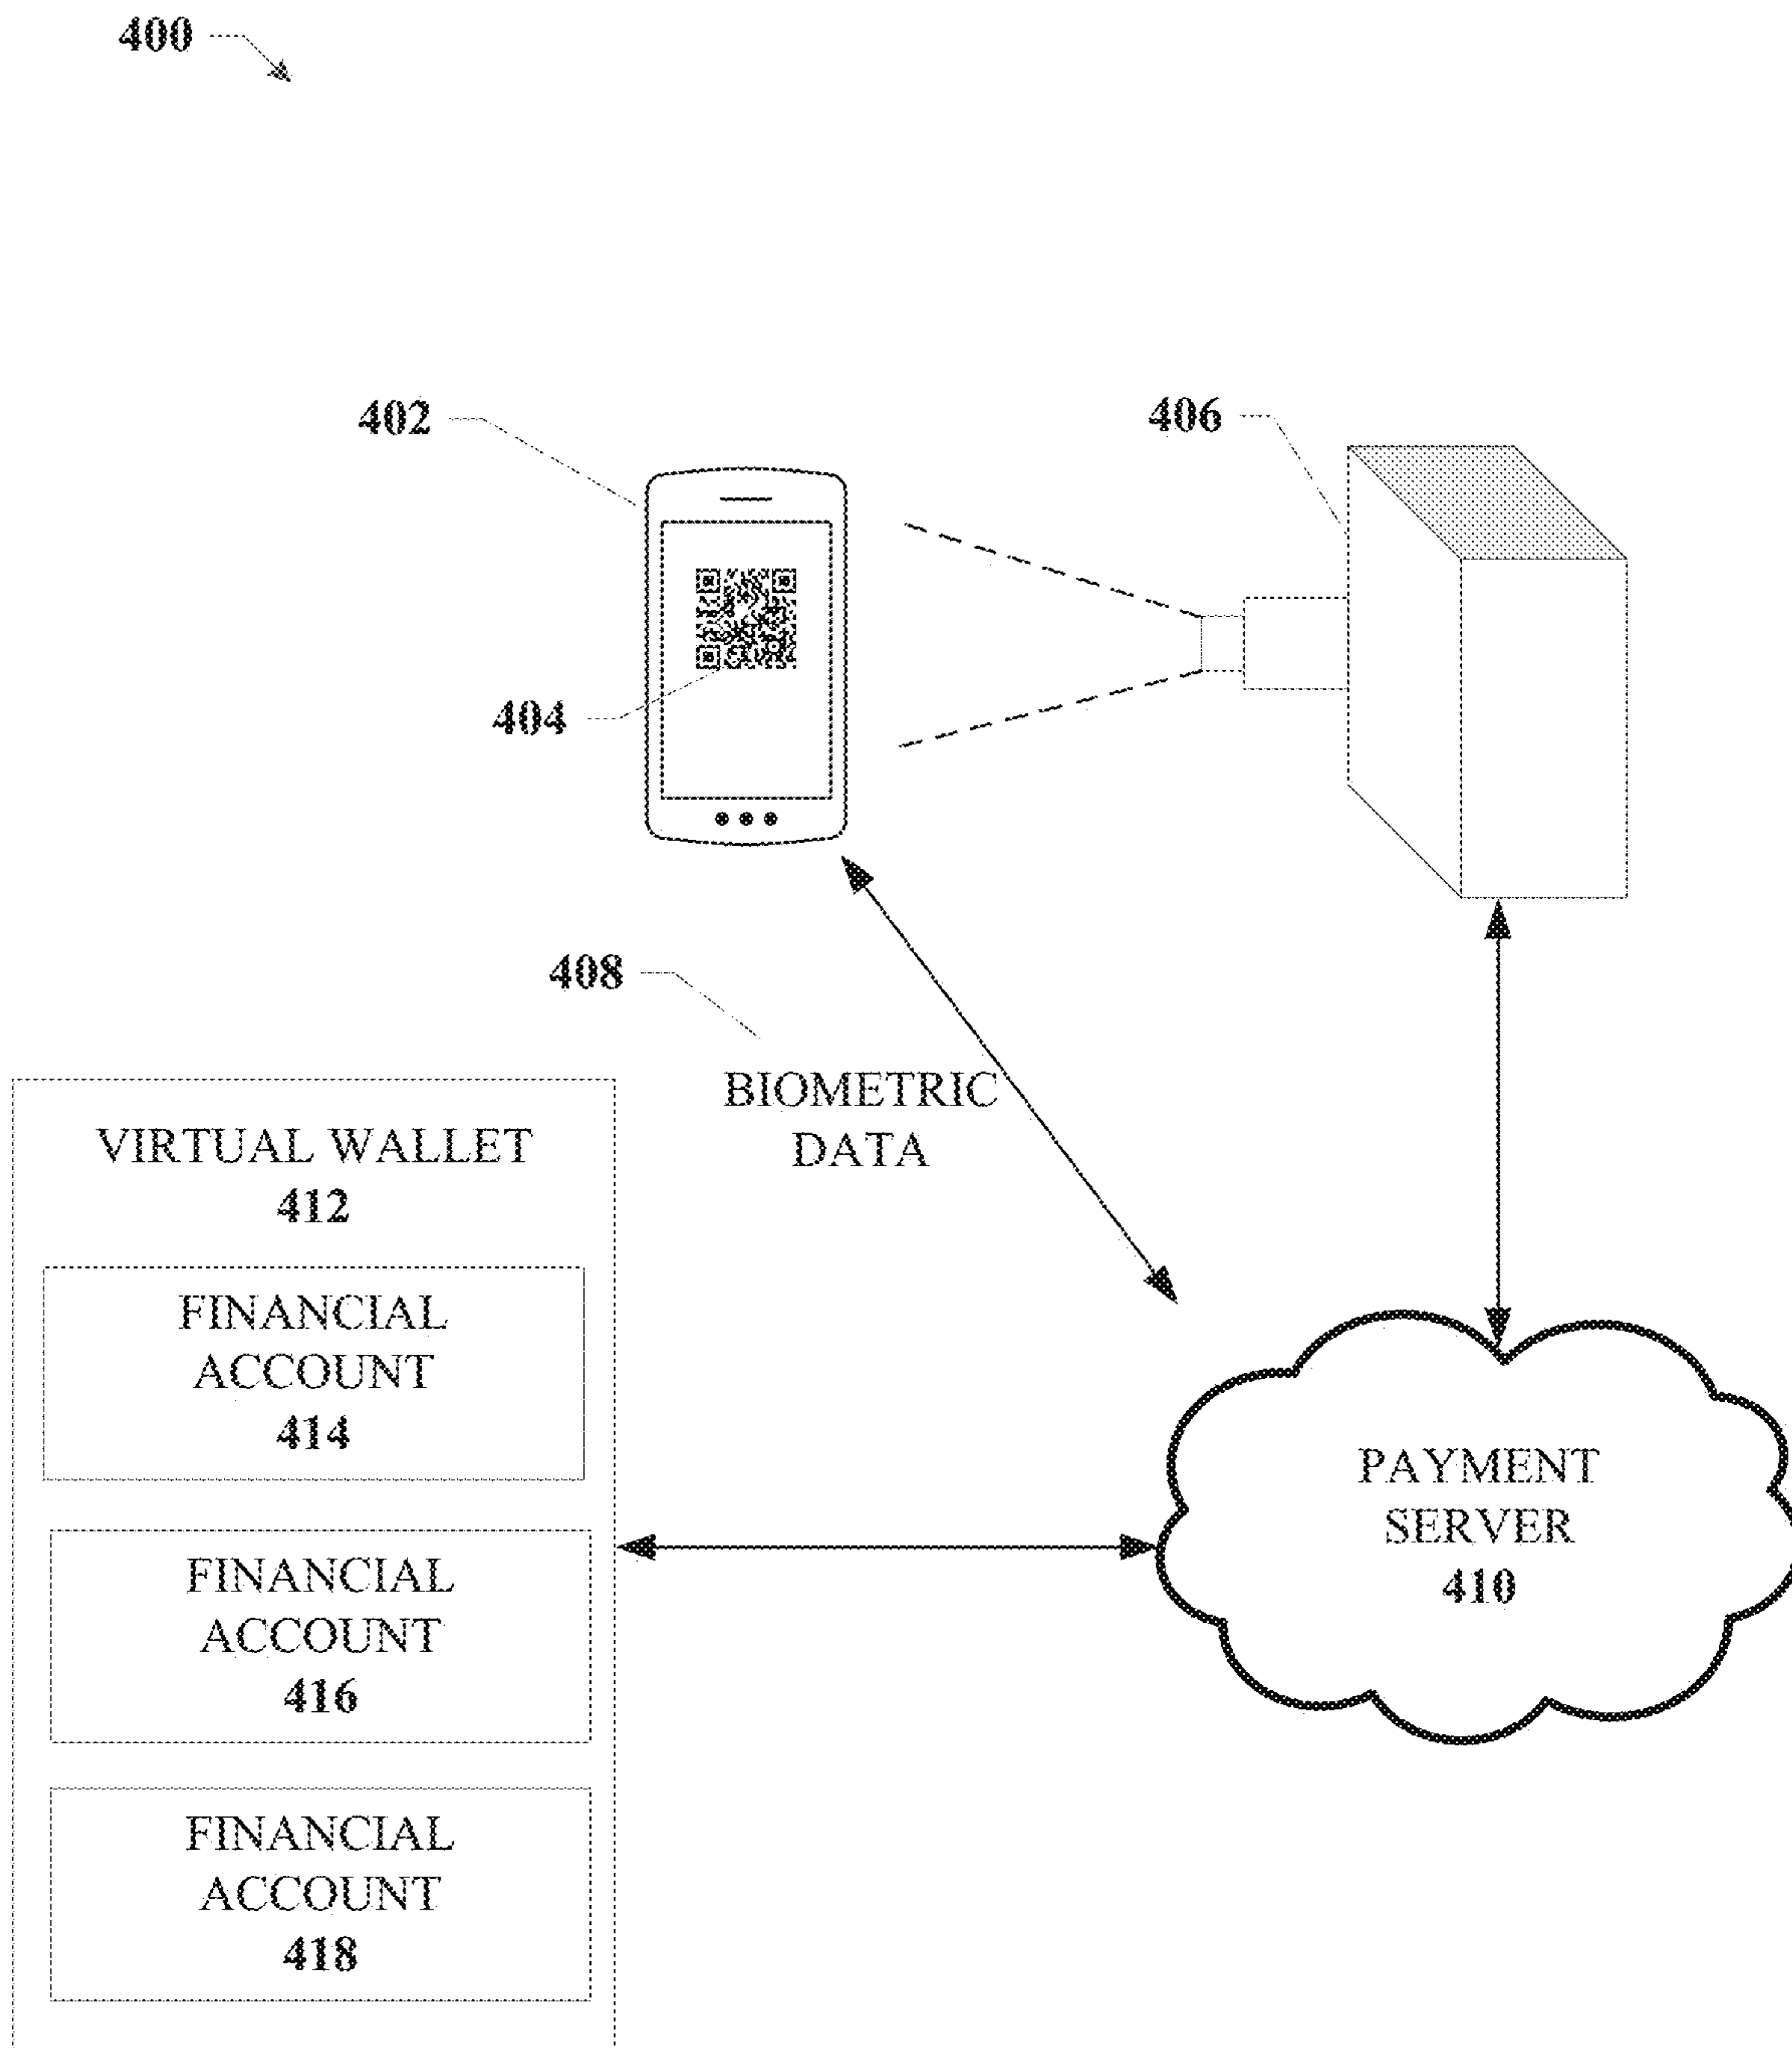 400
402
406
404
408
BIOMETRIC
DATA
VIRTUAL WALLET
412
FINANCIAL
ACCOUNT
414
FINANCIAL
ACCOUNT
416
FINANCIAL
ACCOUNT
418
PAYMENT
SERVER
410